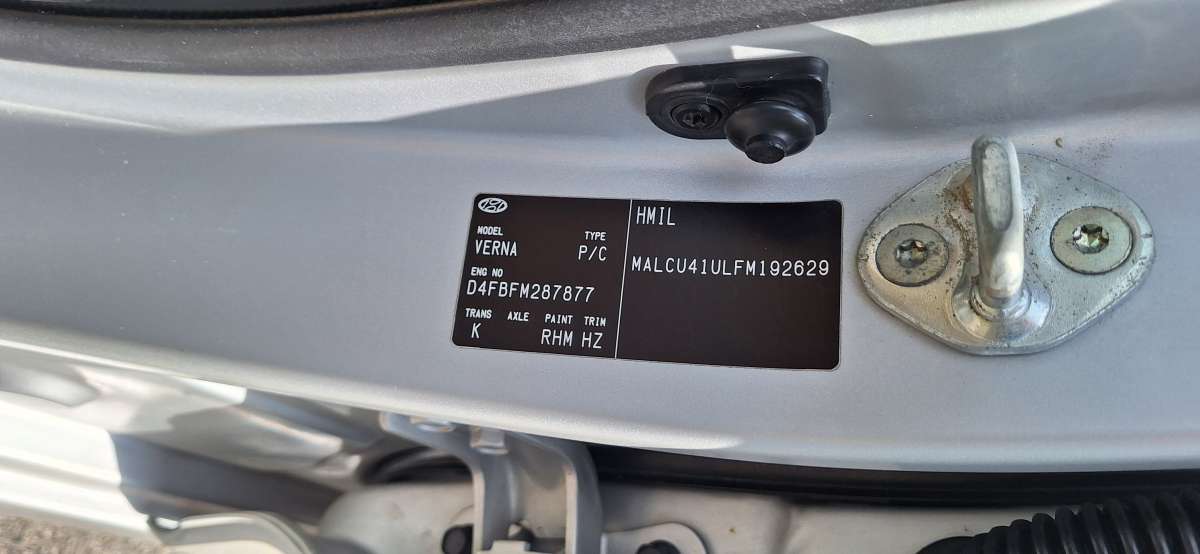 MODEL TYPE
VERNA P/C
ENG NO
D4FBFM287877
TRANS AXLE PAINT TRIM
K RHM HZ
HMIL
MALCU41ULFM192629